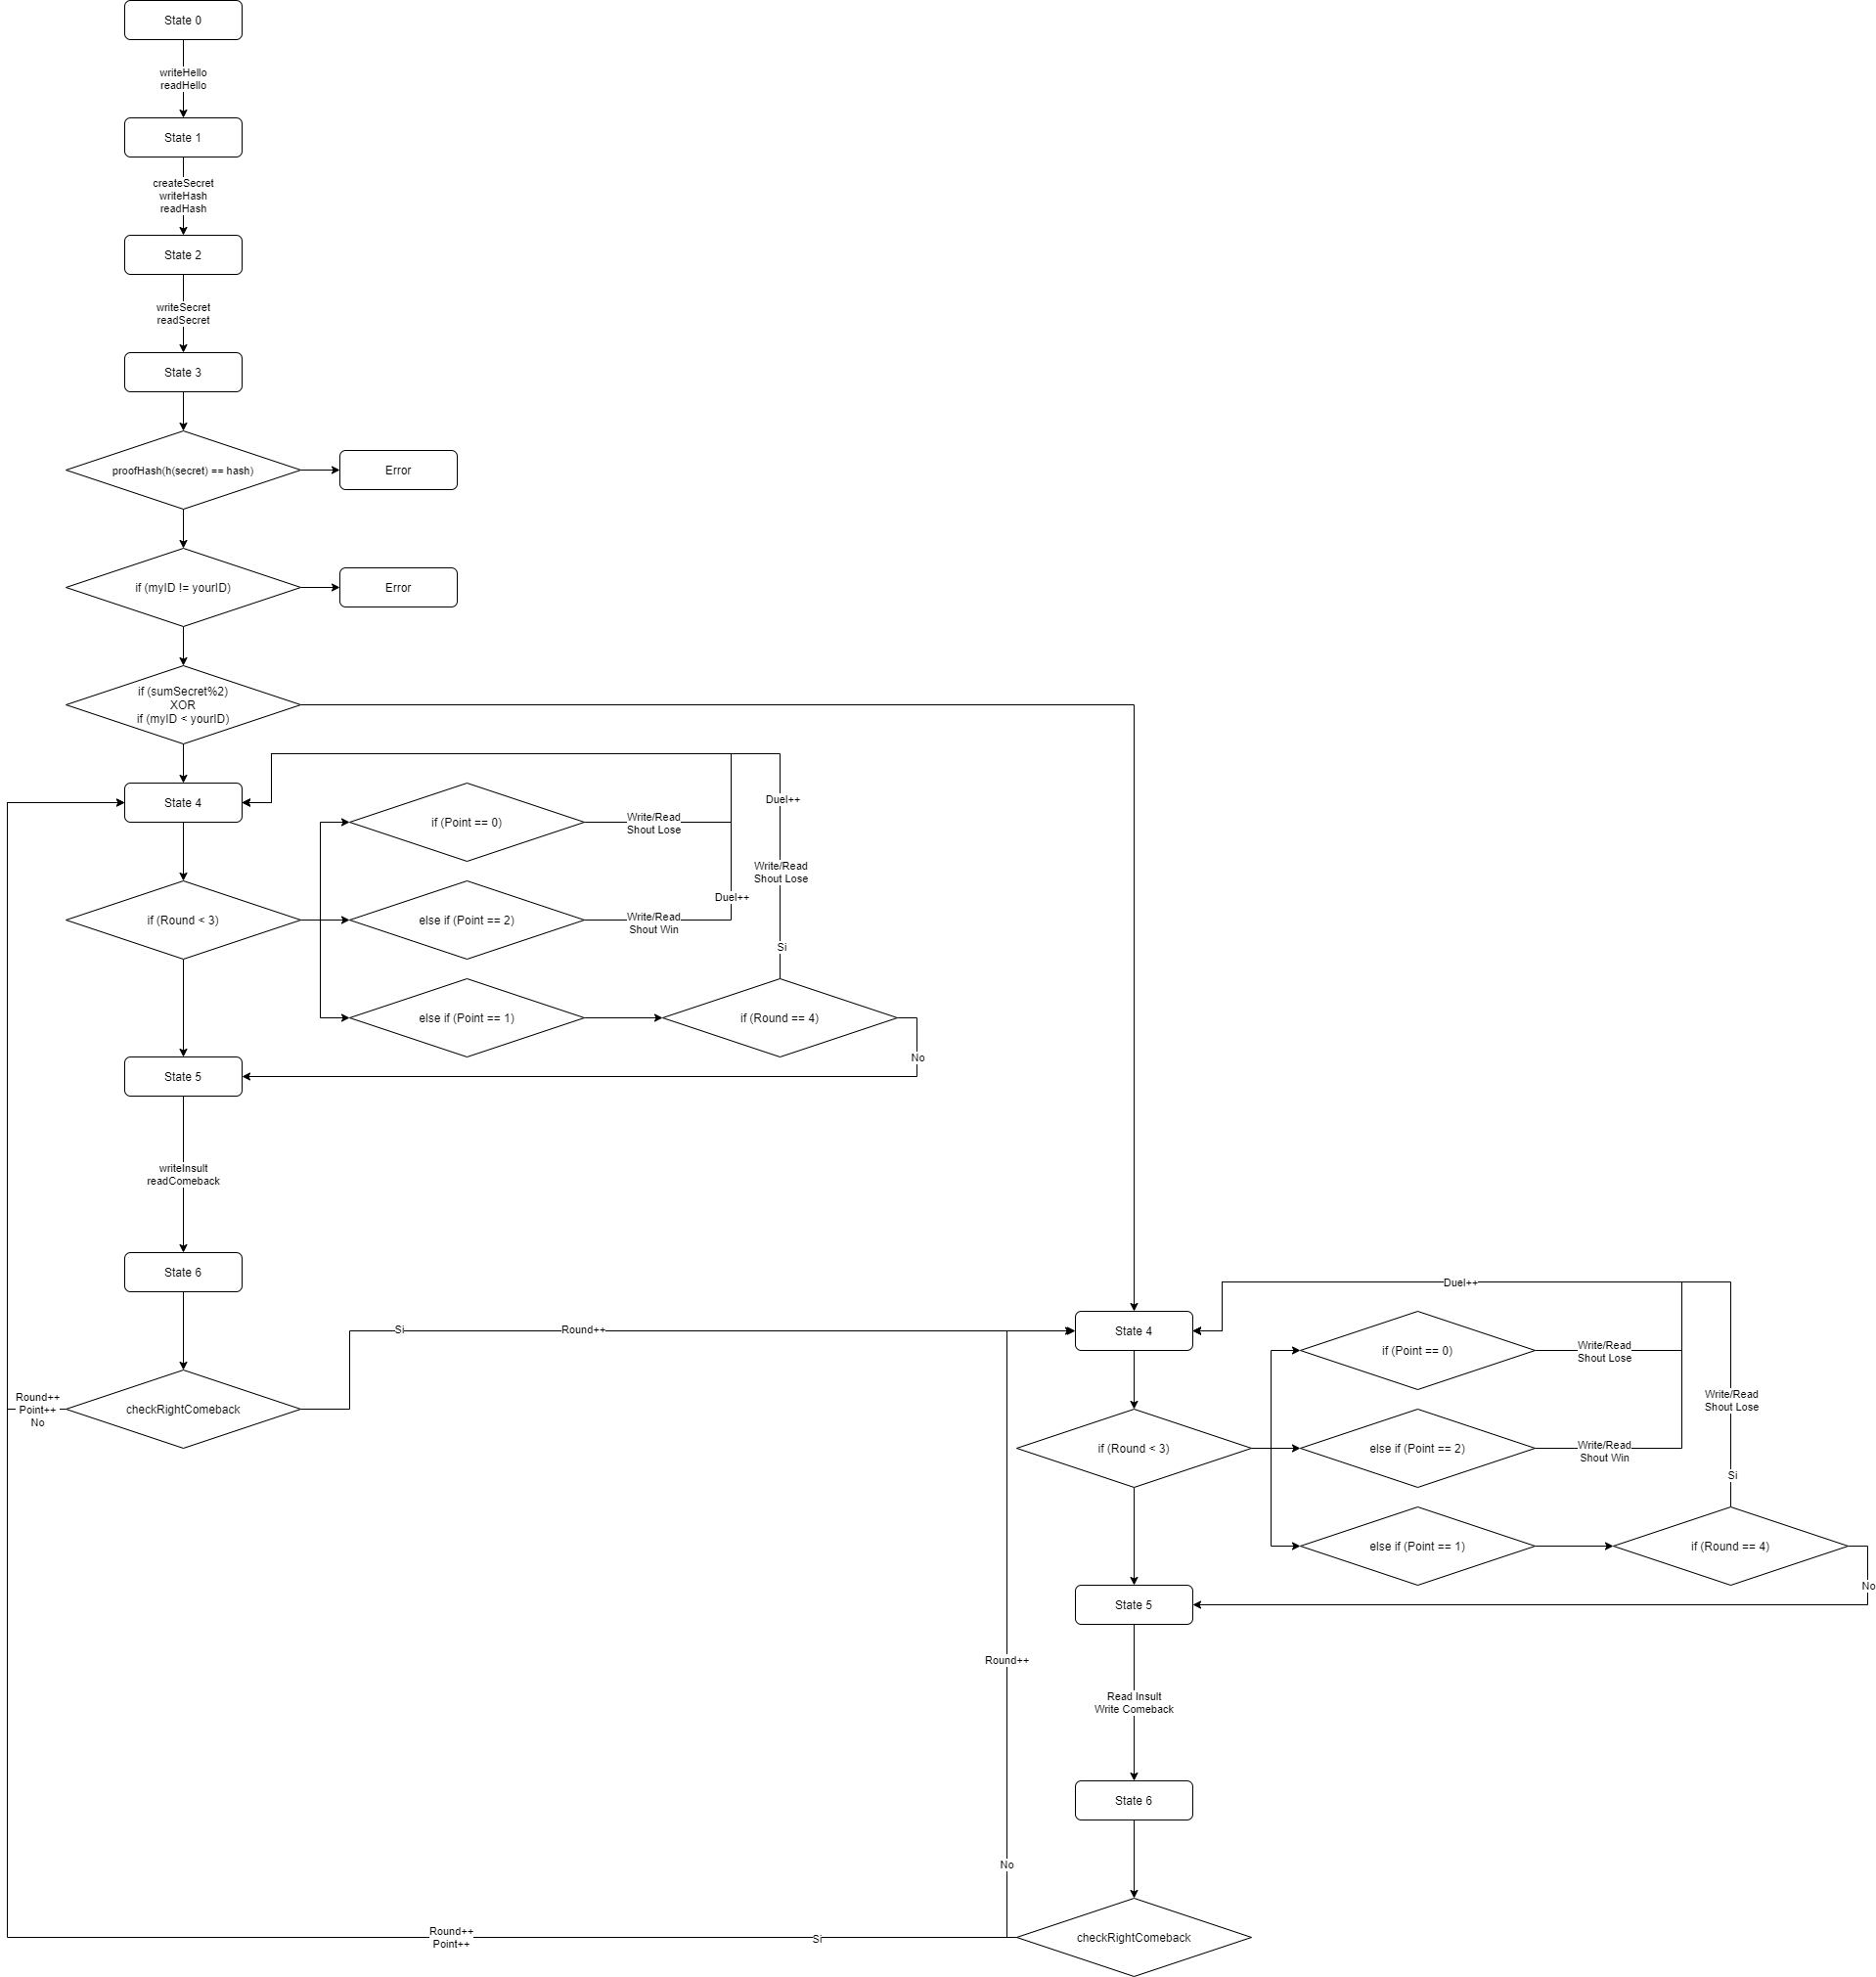 State 0
writeHello
readHello
State 1
createSecret
writeHash
readHash
State 2
writeSecret
readSecret
State 3
proofHash(h(secret) == hash)
Error
if (myID != yourID)
Error
if (sumSecret%2)
XOR
if (myID < yourID)
State 4
if (Point == 0)
Write/Read
Shout Lose
Duel++
Write/Read
Shout Lose
Duel++
if (Round < 3)
else if (Point == 2)
Write/Read
Shout Win
Si
else if (Point == 1)
if (Round == 4)
No
State 5
writeInsult
readComeback
State 6
Si
Round++
checkRightComeback
Round++
Point++
No
Duel++
State 4
if (Point == 0)
Write/Read
Shout Lose
Write/Read
Shout Lose
if (Round < 3)
else if (Point == 2)
Write/Read
Shout Win
Si
else if (Point == 1)
if (Round == 4)
No
State 5
Round++
Read Insult
Write Comeback
State 6
No
checkRightComeback
Si
Round++
Point++